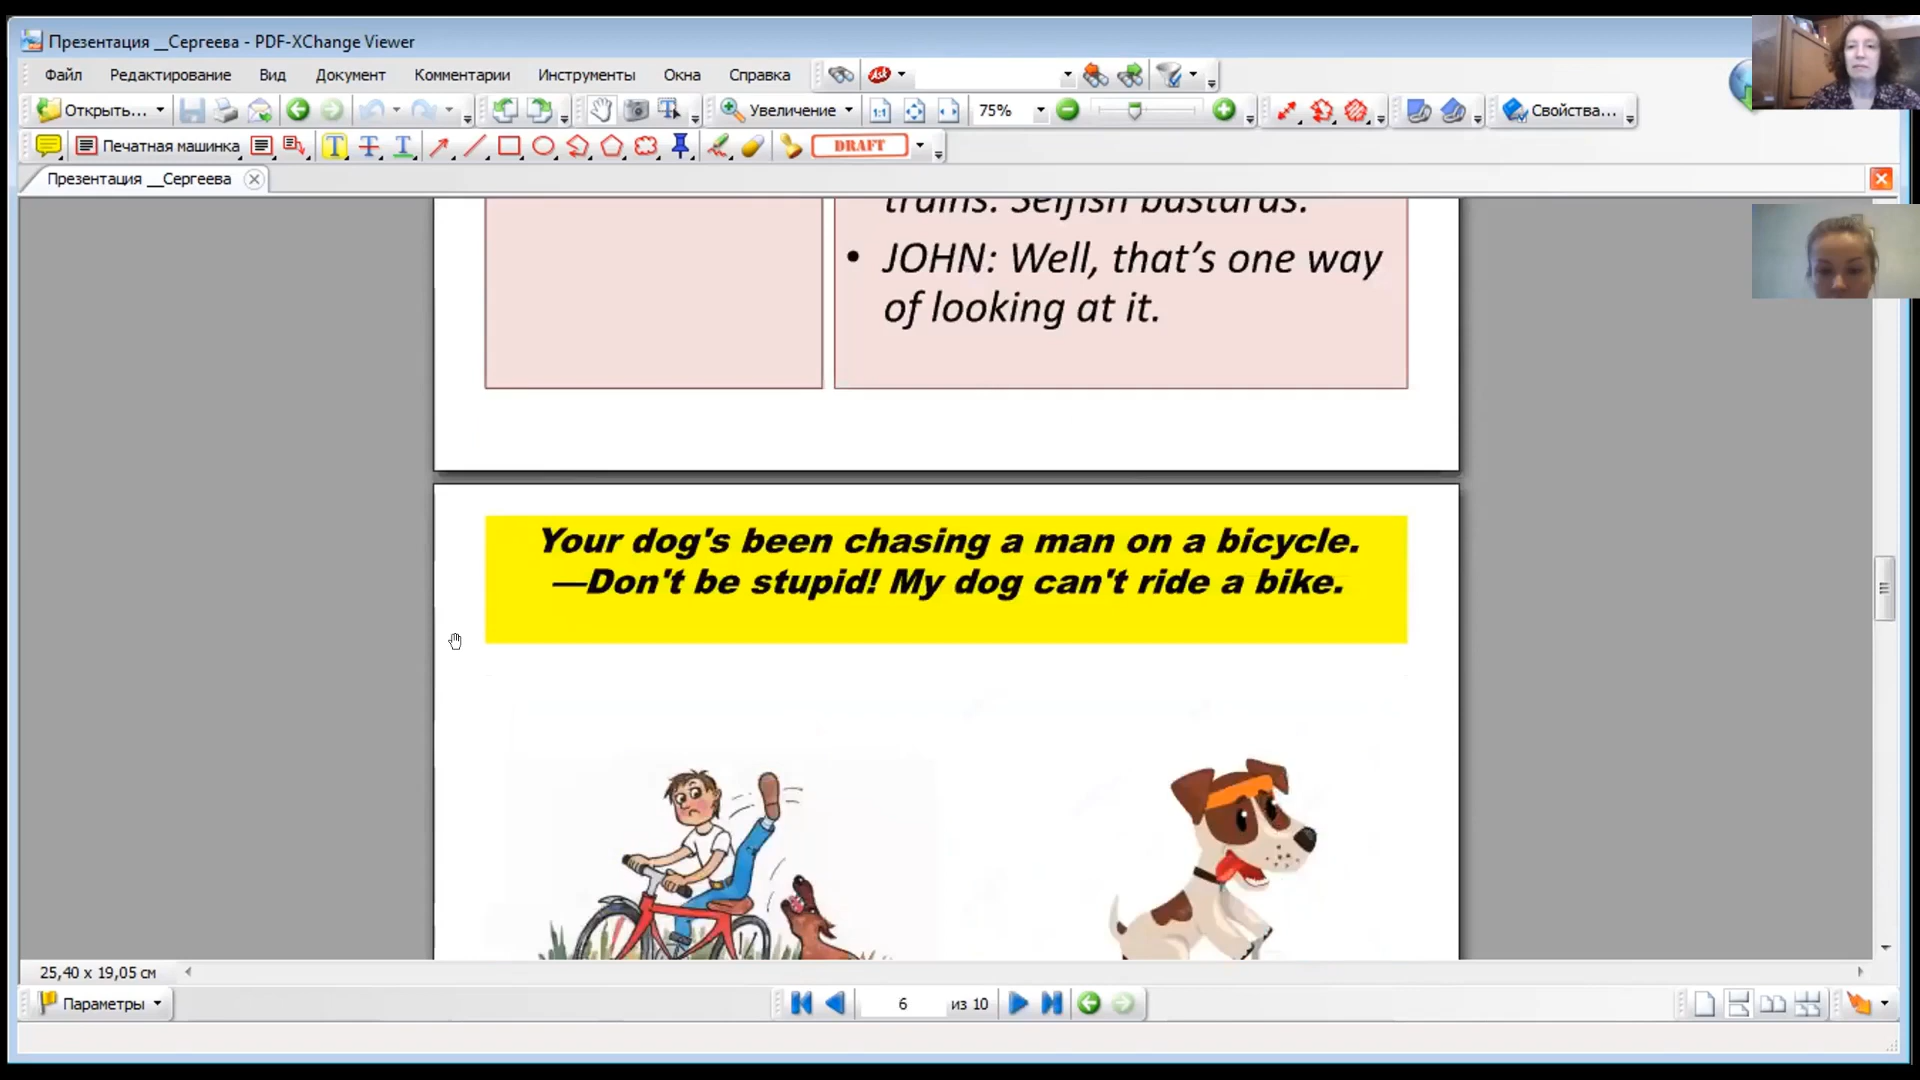 Презентация __Сергеева - PDF-XChange Viewer
Файл Редактирование Вид Документ Комментарии Инструменты Окна Справка Ask
Открыть... Увеличение 1:1 75% Свойства...
Печатная машинка T T T DRAFT
Презентация __Сергеева
trains. Selfish bastards.
• JOHN: Well, that’s one way
of looking at it.
Your dog's been chasing a man on a bicycle.
—Don't be stupid! My dog can't ride a bike.
25,40 x 19,05 см
Параметры 6 из 10